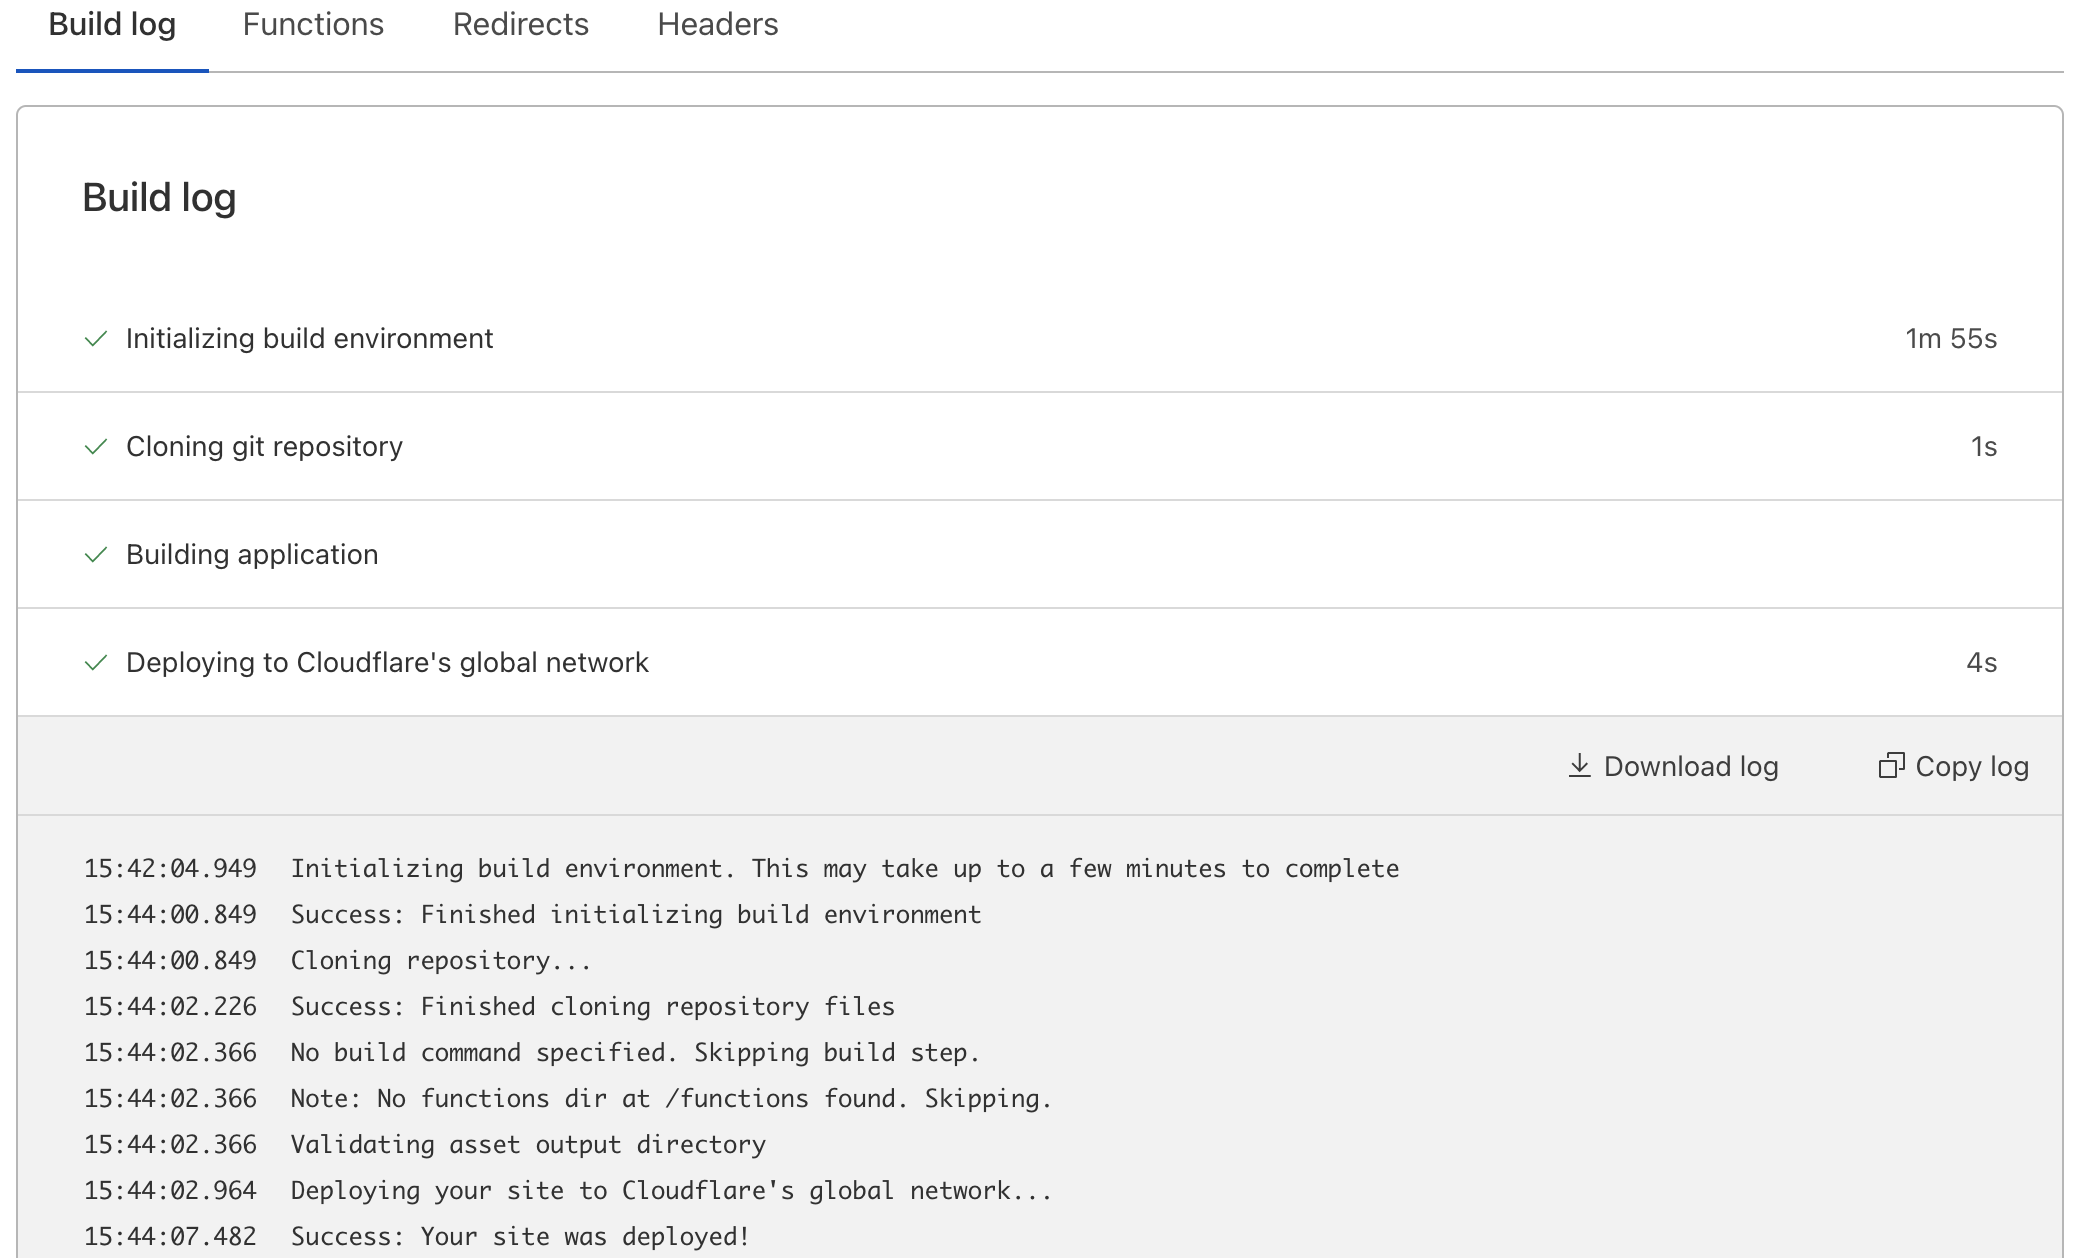 Build log Functions Redirects Headers
Build log
Initializing build environment 1m 55s
Cloning git repository 1s
Building application
Deploying to Cloudflare's global network 4s
Download log Copy log
15:42:04.949 Initializing build environment. This may take up to a few minutes to complete
15:44:00.849 Success: Finished initializing build environment
15:44:00.849 Cloning repository...
15:44:02.226 Success: Finished cloning repository files
15:44:02.366 No build command specified. Skipping build step.
15:44:02.366 Note: No functions dir at /functions found. Skipping.
15:44:02.366 Validating asset output directory
15:44:02.964 Deploying your site to Cloudflare's global network...
15:44:07.482 Success: Your site was deployed!